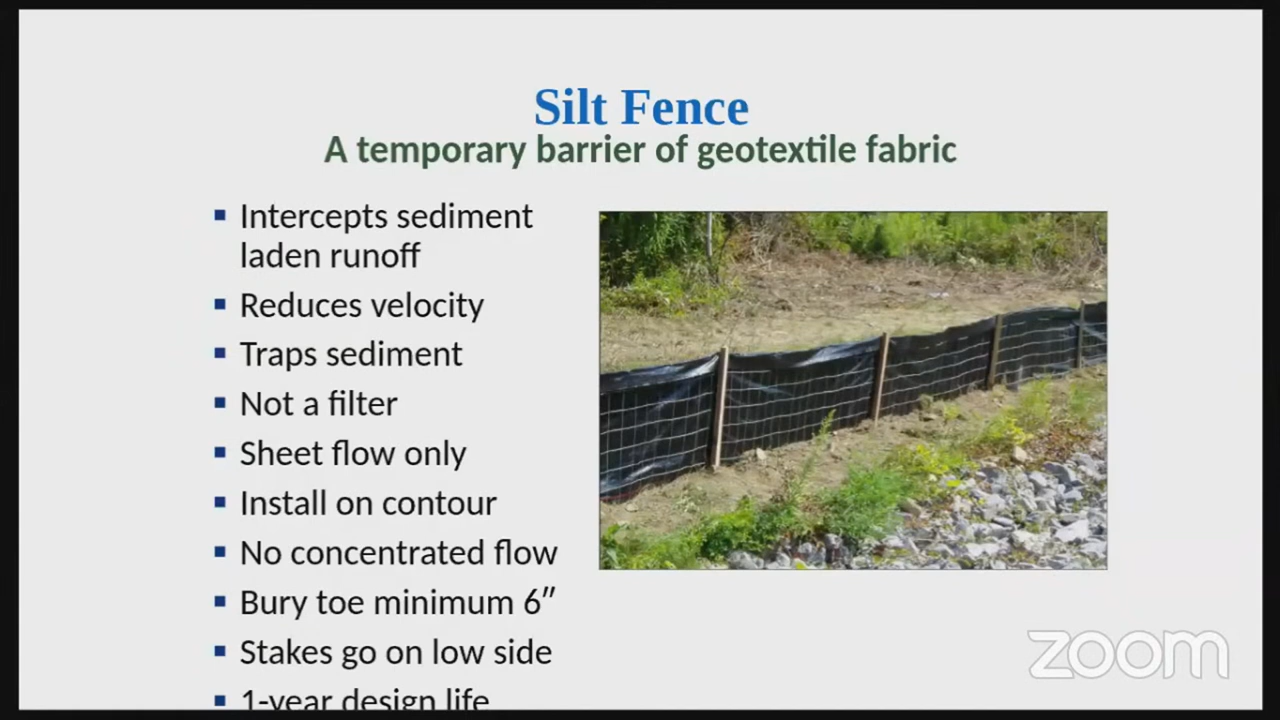 Silt Fence
A temporary barrier of geotextile fabric
Intercepts sediment
laden runoff
Reduces velocity
Traps sediment
Not a filter
Sheet flow only
Install on contour
No concentrated flow
Bury toe minimum 6″
Stakes go on low side
1-year design life
zoom